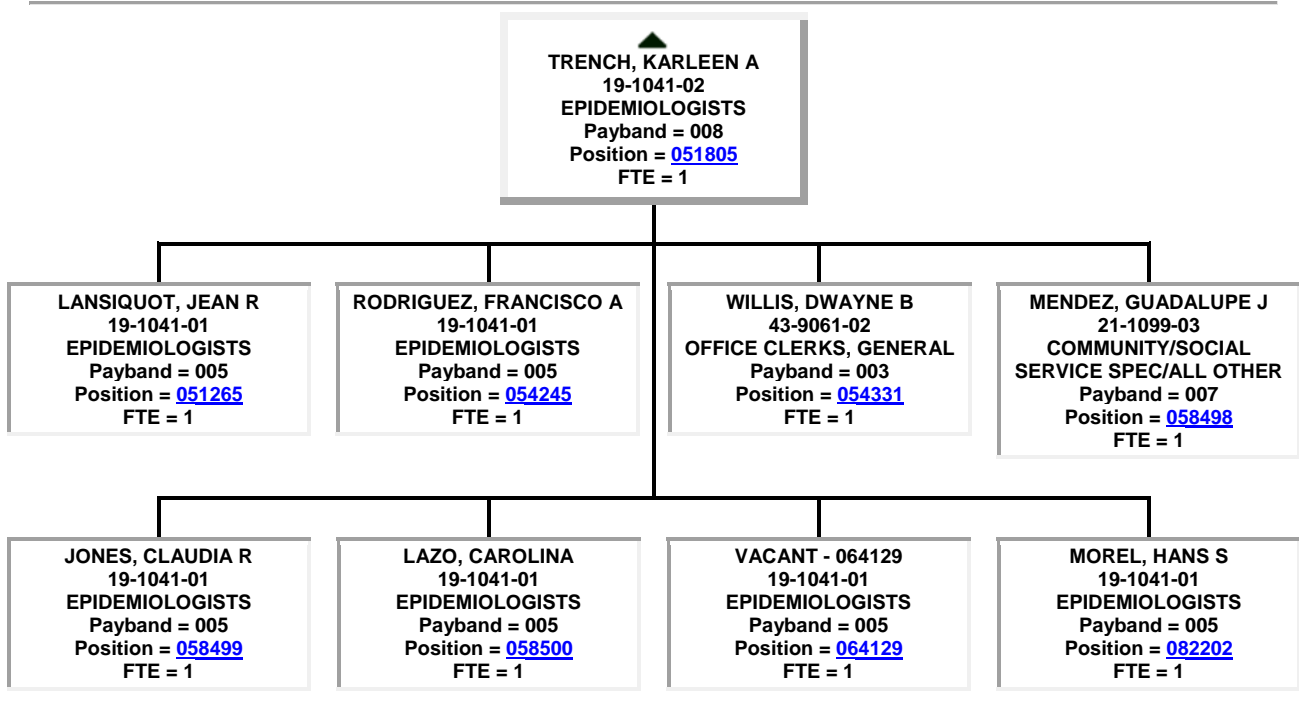 TRENCH, KARLEEN A
19-1041-02
EPIDEMIOLOGISTS
Payband = 008
Position = 051805
FTE = 1
LANSIQUOT, JEAN R
19-1041-01
EPIDEMIOLOGISTS
Payband = 005
Position = 051265
FTE = 1
RODRIGUEZ, FRANCISCO A
19-1041-01
EPIDEMIOLOGISTS
Payband = 005
Position = 054245
FTE = 1
WILLIS, DWAYNE B
43-9061-02
OFFICE CLERKS, GENERAL
Payband = 003
Position = 054331
FTE = 1
MENDEZ, GUADALUPE J
21-1099-03
COMMUNITY/SOCIAL
SERVICE SPEC/ALL OTHER
Payband = 007
Position = 058498
FTE = 1
JONES, CLAUDIA R
19-1041-01
EPIDEMIOLOGISTS
Payband = 005
Position = 058499
FTE = 1
LAZO, CAROLINA
19-1041-01
EPIDEMIOLOGISTS
Payband = 005
Position = 058500
FTE = 1
VACANT - 064129
19-1041-01
EPIDEMIOLOGISTS
Payband = 005
Position = 064129
FTE = 1
MOREL, HANS S
19-1041-01
EPIDEMIOLOGISTS
Payband = 005
Position = 082202
FTE = 1